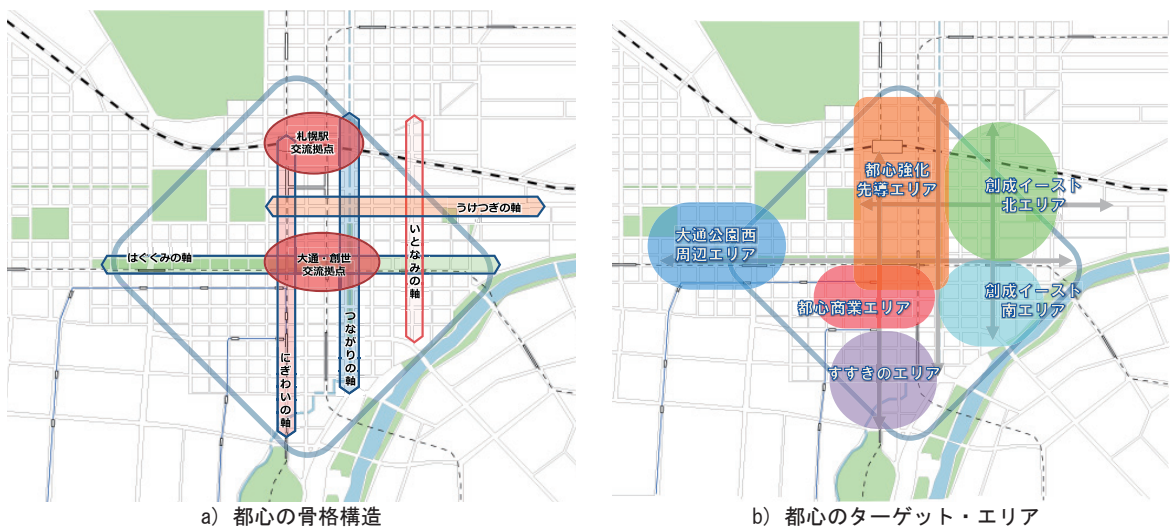 札幌駅
交流拠点
うけつぎの軸
いとなみの軸
はぐくみの軸
大通・創世
交流拠点
つながりの軸
にぎわいの軸
a) 都心の骨格構造
都心強化
先導エリア
創成イースト
北エリア
大通公園西
周辺エリア
都心商業エリア
創成イースト
南エリア
すすきのエリア
b) 都心のターゲット・エリア